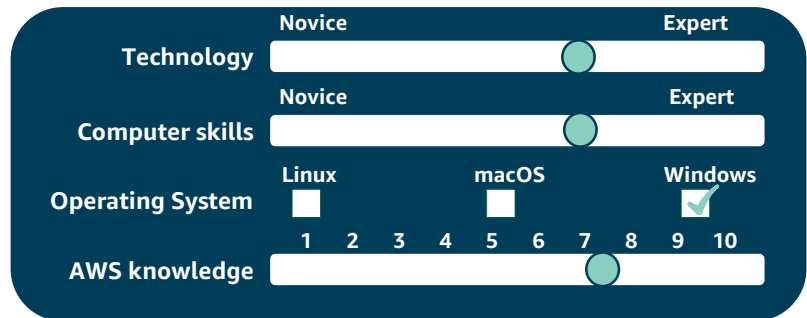 Novice Expert
Technology
Novice Expert
Computer skills
Linux macOS Windows
Operating System
1 2 3 4 5 6 7 8 9 10
AWS knowledge